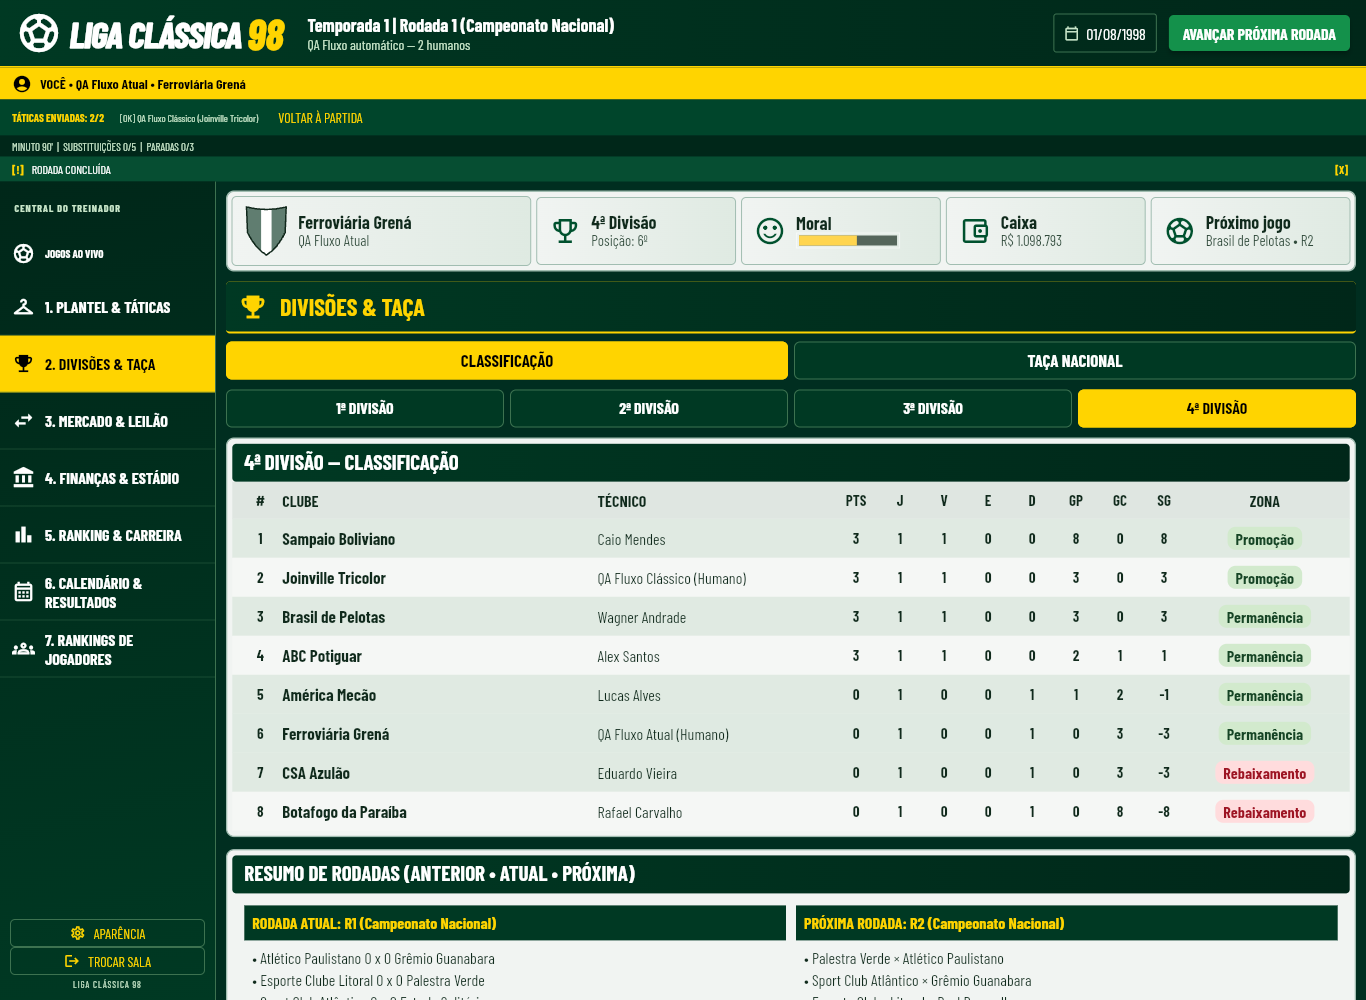 LIGA CLÁSSICA 98
Temporada 1 | Rodada 1 (Campeonato Nacional)
QA Fluxo automático — 2 humanos
01/08/1998
AVANÇAR PRÓXIMA RODADA
VOCÊ • QA Fluxo Atual • Ferroviária Grená
TÁTICAS ENVIADAS: 2/2 [OK] QA Fluxo Clássico (Joinville Tricolor) VOLTAR À PARTIDA
MINUTO 90' | SUBSTITUIÇÕES 0/5 | PARADAS 0/3
[!] RODADA CONCLUÍDA [X]
CENTRAL DO TREINADOR
JOGOS AO VIVO
1. PLANTEL & TÁTICAS
2. DIVISÕES & TAÇA
3. MERCADO & LEILÃO
4. FINANÇAS & ESTÁDIO
5. RANKING & CARREIRA
6. CALENDÁRIO &
RESULTADOS
7. RANKINGS DE
JOGADORES
APARÊNCIA
TROCAR SALA
LIGA CLÁSSICA 98
Ferroviária Grená
QA Fluxo Atual
4ª Divisão
Posição: 6º
Moral
Caixa
R$ 1.098.793
Próximo jogo
Brasil de Pelotas • R2
DIVISÕES & TAÇA
CLASSIFICAÇÃO TAÇA NACIONAL
1ª DIVISÃO 2ª DIVISÃO 3ª DIVISÃO 4ª DIVISÃO
4ª DIVISÃO — CLASSIFICAÇÃO
# CLUBE TÉCNICO PTS J V E D GP GC SG ZONA
1 Sampaio Boliviano Caio Mendes 3 1 1 0 0 8 0 8 Promoção
2 Joinville Tricolor QA Fluxo Clássico (Humano) 3 1 1 0 0 3 0 3 Promoção
3 Brasil de Pelotas Wagner Andrade 3 1 1 0 0 3 0 3 Permanência
4 ABC Potiguar Alex Santos 3 1 1 0 0 2 1 1 Permanência
5 América Mecão Lucas Alves 0 1 0 0 1 1 2 -1 Permanência
6 Ferroviária Grená QA Fluxo Atual (Humano) 0 1 0 0 1 0 3 -3 Permanência
7 CSA Azulão Eduardo Vieira 0 1 0 0 1 0 3 -3 Rebaixamento
8 Botafogo da Paraíba Rafael Carvalho 0 1 0 0 1 0 8 -8 Rebaixamento
RESUMO DE RODADAS (ANTERIOR • ATUAL • PRÓXIMA)
RODADA ATUAL: R1 (Campeonato Nacional)
• Atlético Paulistano 0 x 0 Grêmio Guanabara
• Esporte Clube Litoral 0 x 0 Palestra Verde
PRÓXIMA RODADA: R2 (Campeonato Nacional)
• Palestra Verde × Atlético Paulistano
• Sport Club Atlântico × Grêmio Guanabara